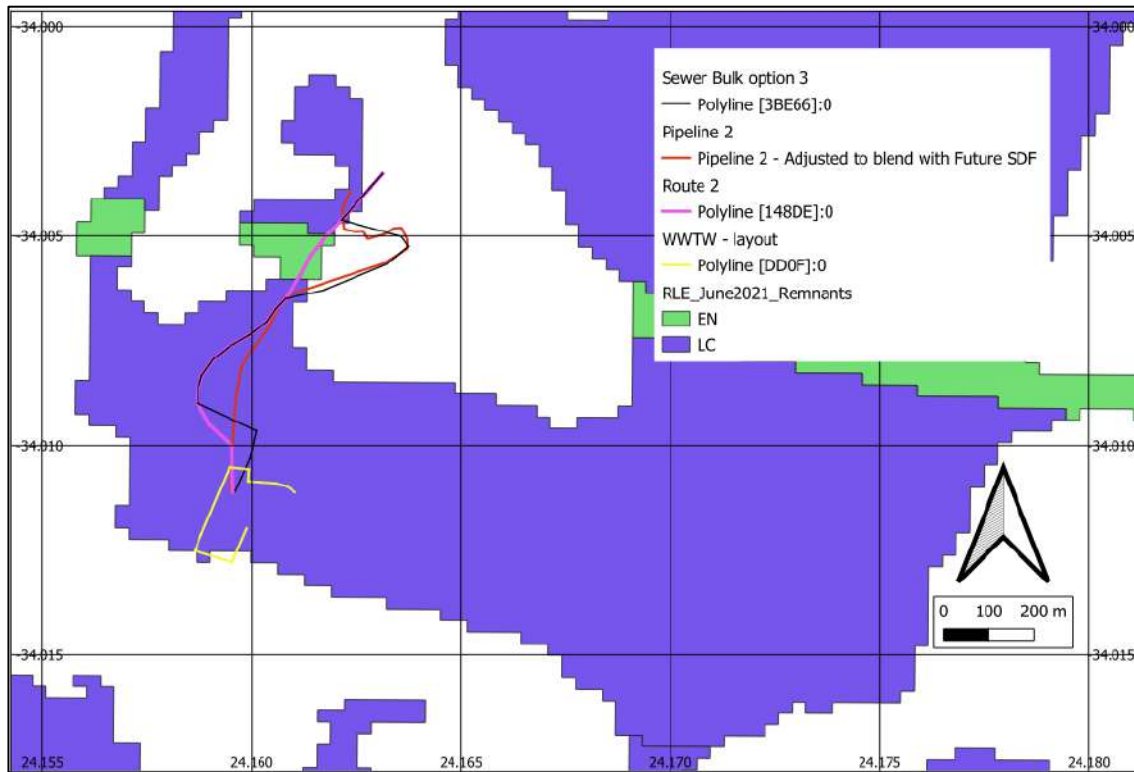 -34.000
-34.000
Sewer Bulk option 3
Polyline [3BE66]:0
Pipeline 2
Pipeline 2 - Adjusted to blend with Future SDF
Route 2
Polyline [148DE]:0
WWTW - layout
Polyline [DD0F]:0
RLE_June2021_Remnants
EN
LC
-34.005
-34.005
-34.010
-34.010
0 100 200 m
-34.015
-34.015
24.155
24.160
24.165
24.170
24.175
24.180